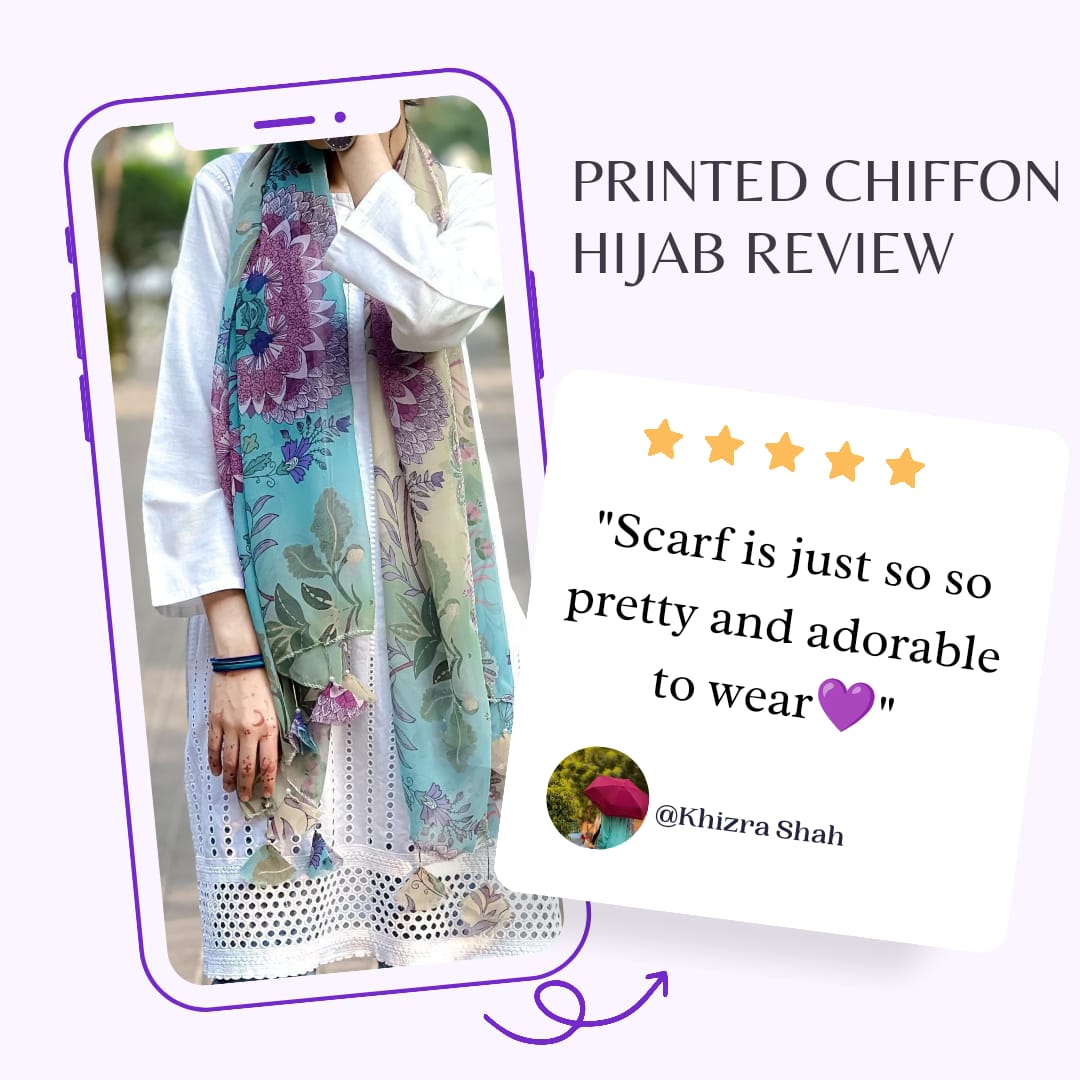 PRINTED CHIFFON
HIJAB REVIEW
"Scarf is just so so
pretty and adorable
to wear💜"
@Khizra Shah